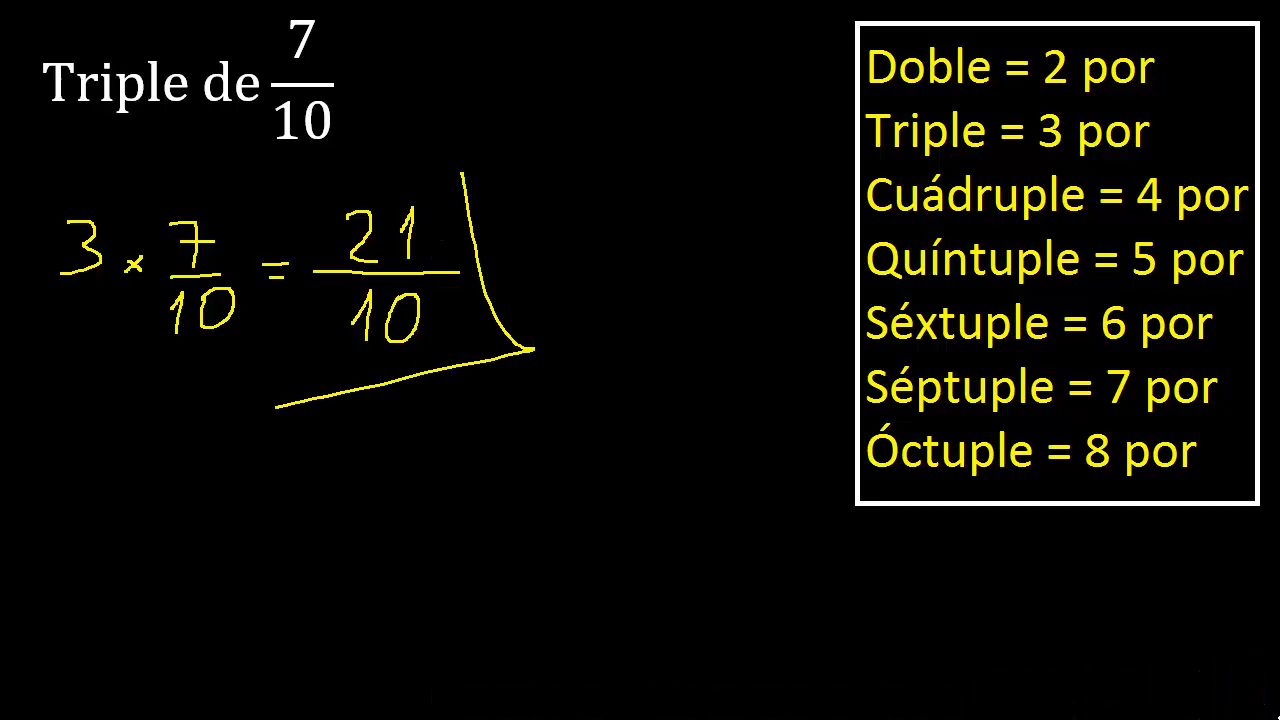 Triple de 7/10
3 × 7/10 = 21/10
Doble = 2 por
Triple = 3 por
Cuádruple = 4 por
Quíntuple = 5 por
Séxtuple = 6 por
Séptuple = 7 por
Óctuple = 8 por